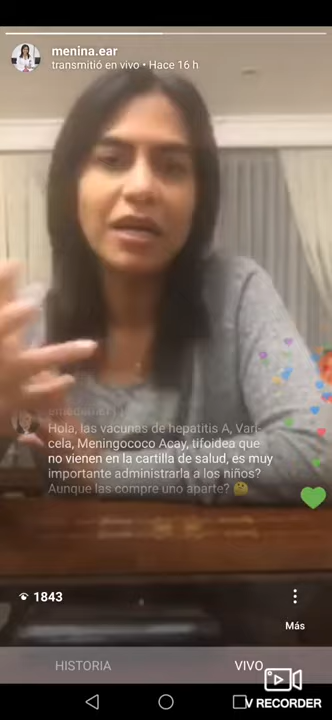 menina.ear
transmitió en vivo • Hace 16 h
Hola, las vacunas de hepatitis A, Vari-
cela, Meningococo Acay, tifoidea que
no vienen en la cartilla de salud, es muy
importante administrarla a los niños?
Aunque las compre uno aparte? 🤔
1843
Más
HISTORIA
VIVO
V RECORDER